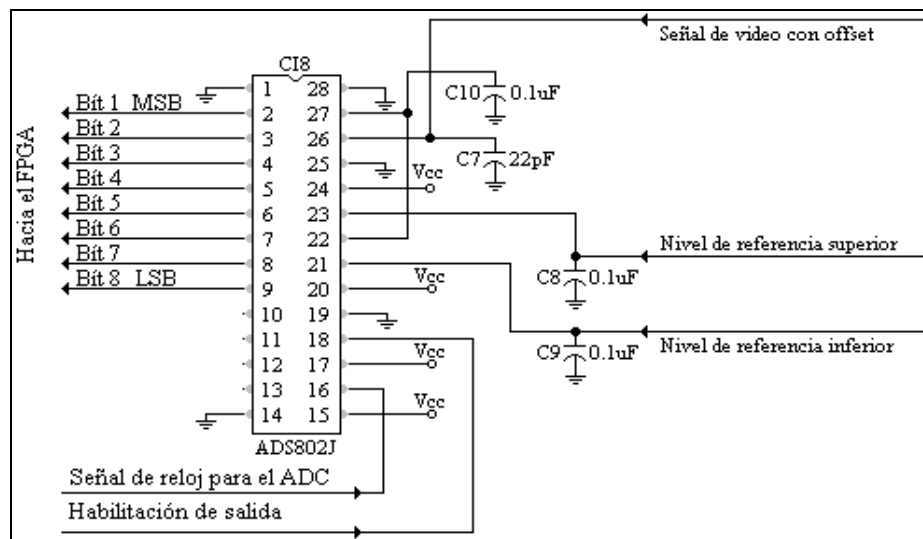 Señal de video con offset
CI8
1 28
C10 0.1uF
Bít 1 MSB
2 27
Bít 2
3 26
Bít 3
4 25
C7 22pF
Bít 4
5 24
Vcc
Bít 5
6 23
Bít 6
7 22
Nivel de referencia superior
Bít 7
8 21
C8 0.1uF
Bít 8 LSB
9 20
Vcc
10 19
11 18
Nivel de referencia inferior
C9 0.1uF
12 17
Vcc
13 16
14 15
Vcc
ADS802J
Hacia el FPGA
Señal de reloj para el ADC
Habilitación de salida